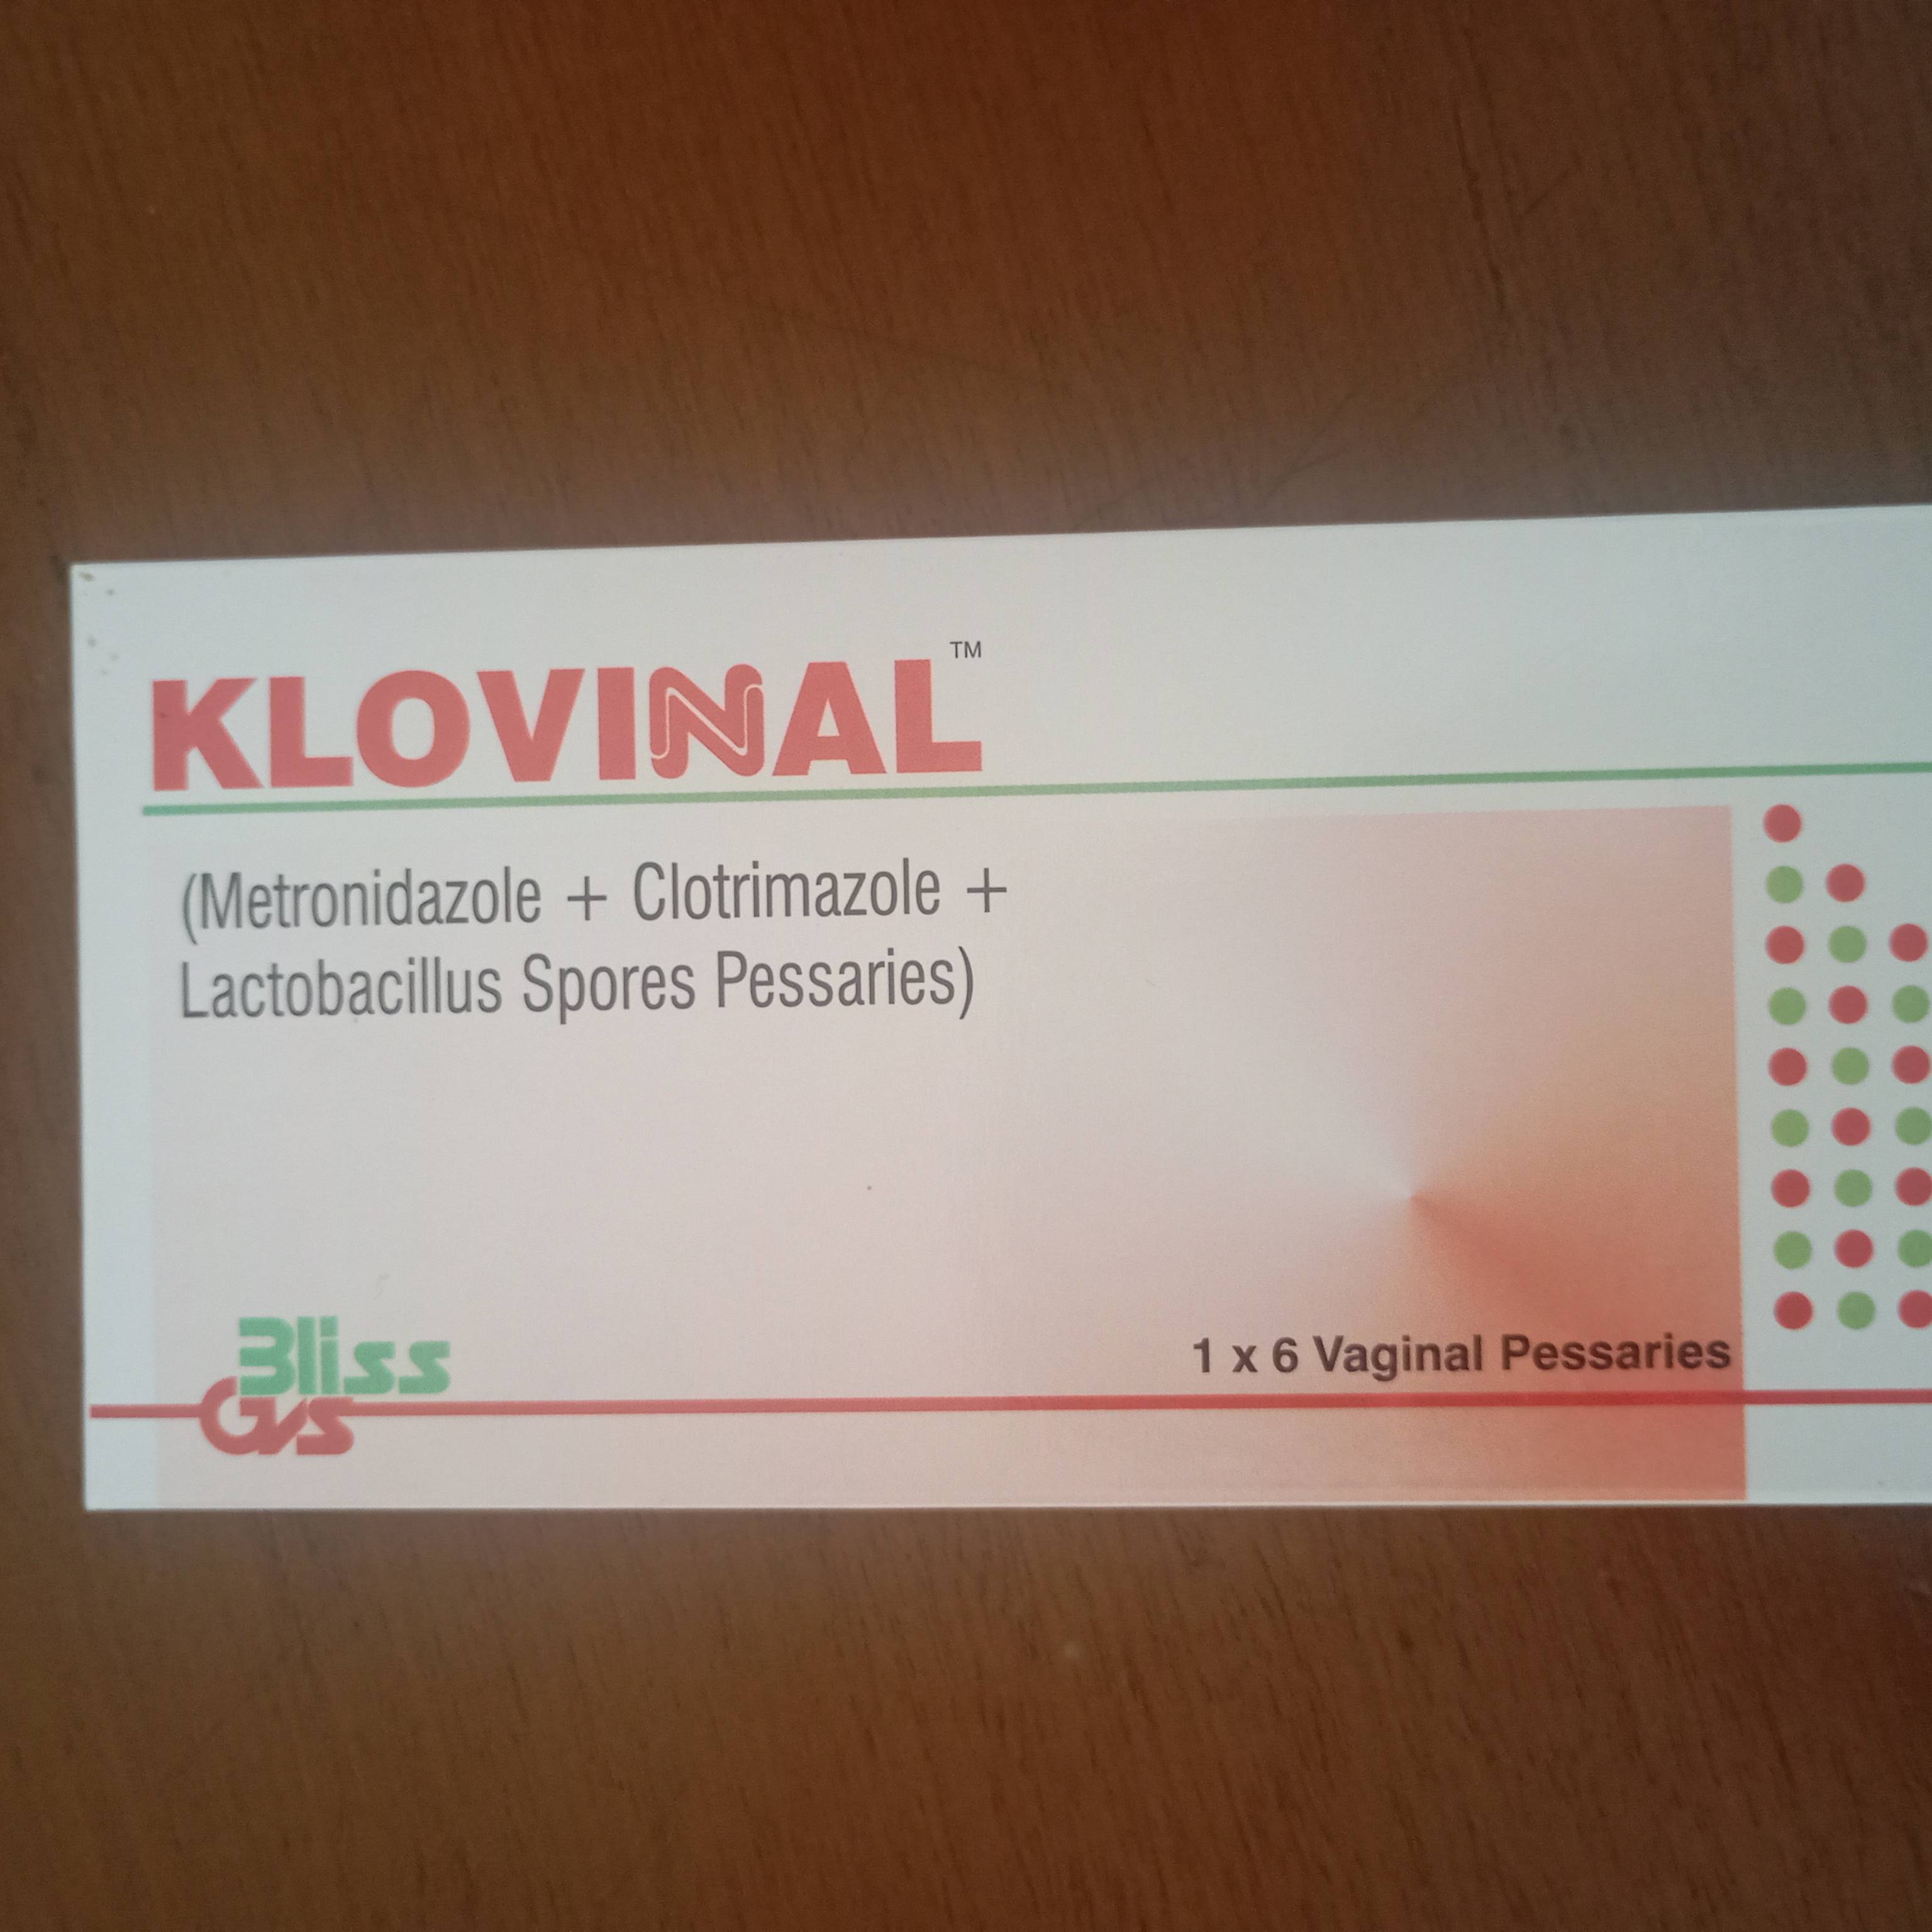 KLOVINAL™
(Metronidazole + Clotrimazole +
Lactobacillus Spores Pessaries)
Bliss
GVS
1 x 6 Vaginal Pessaries